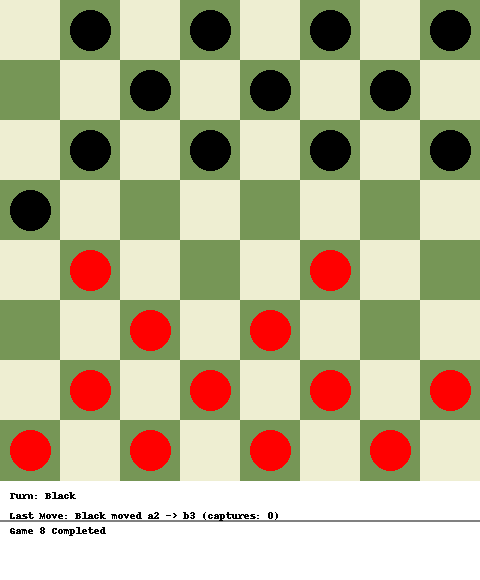 Turn: Black
Last Move: Black moved a2 -> b3 (captures: 0)
Game 8 Completed